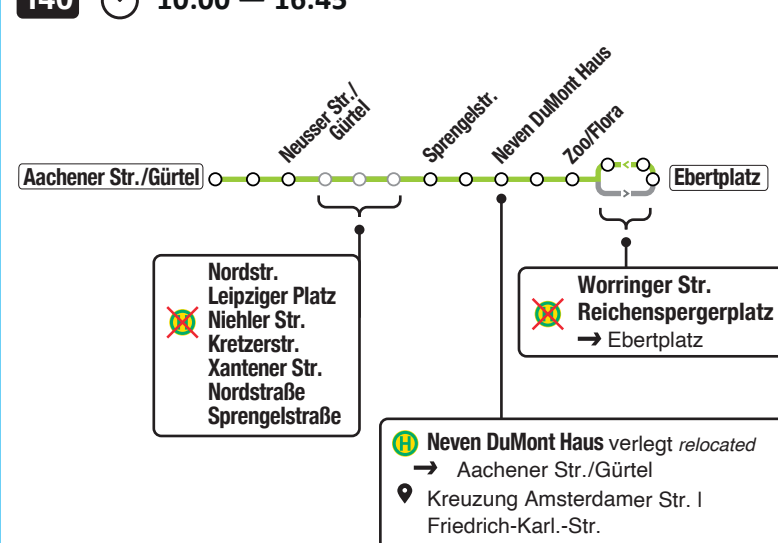 140 10:00 — 16:45
Neusser Str./
Gürtel
Sprengelstr.
Neven DuMont Haus
Zoo/Flora
Aachener Str./Gürtel
Ebertplatz
Nordstr.
Leipziger Platz
H Niehler Str.
Kretzerstr.
Xantener Str.
Nordstraße
Sprengelstraße
Worringer Str.
H Reichenspergerplatz
→ Ebertplatz
H Neven DuMont Haus verlegt relocated
→ Aachener Str./Gürtel
Kreuzung Amsterdamer Str. |
Friedrich-Karl.-Str.